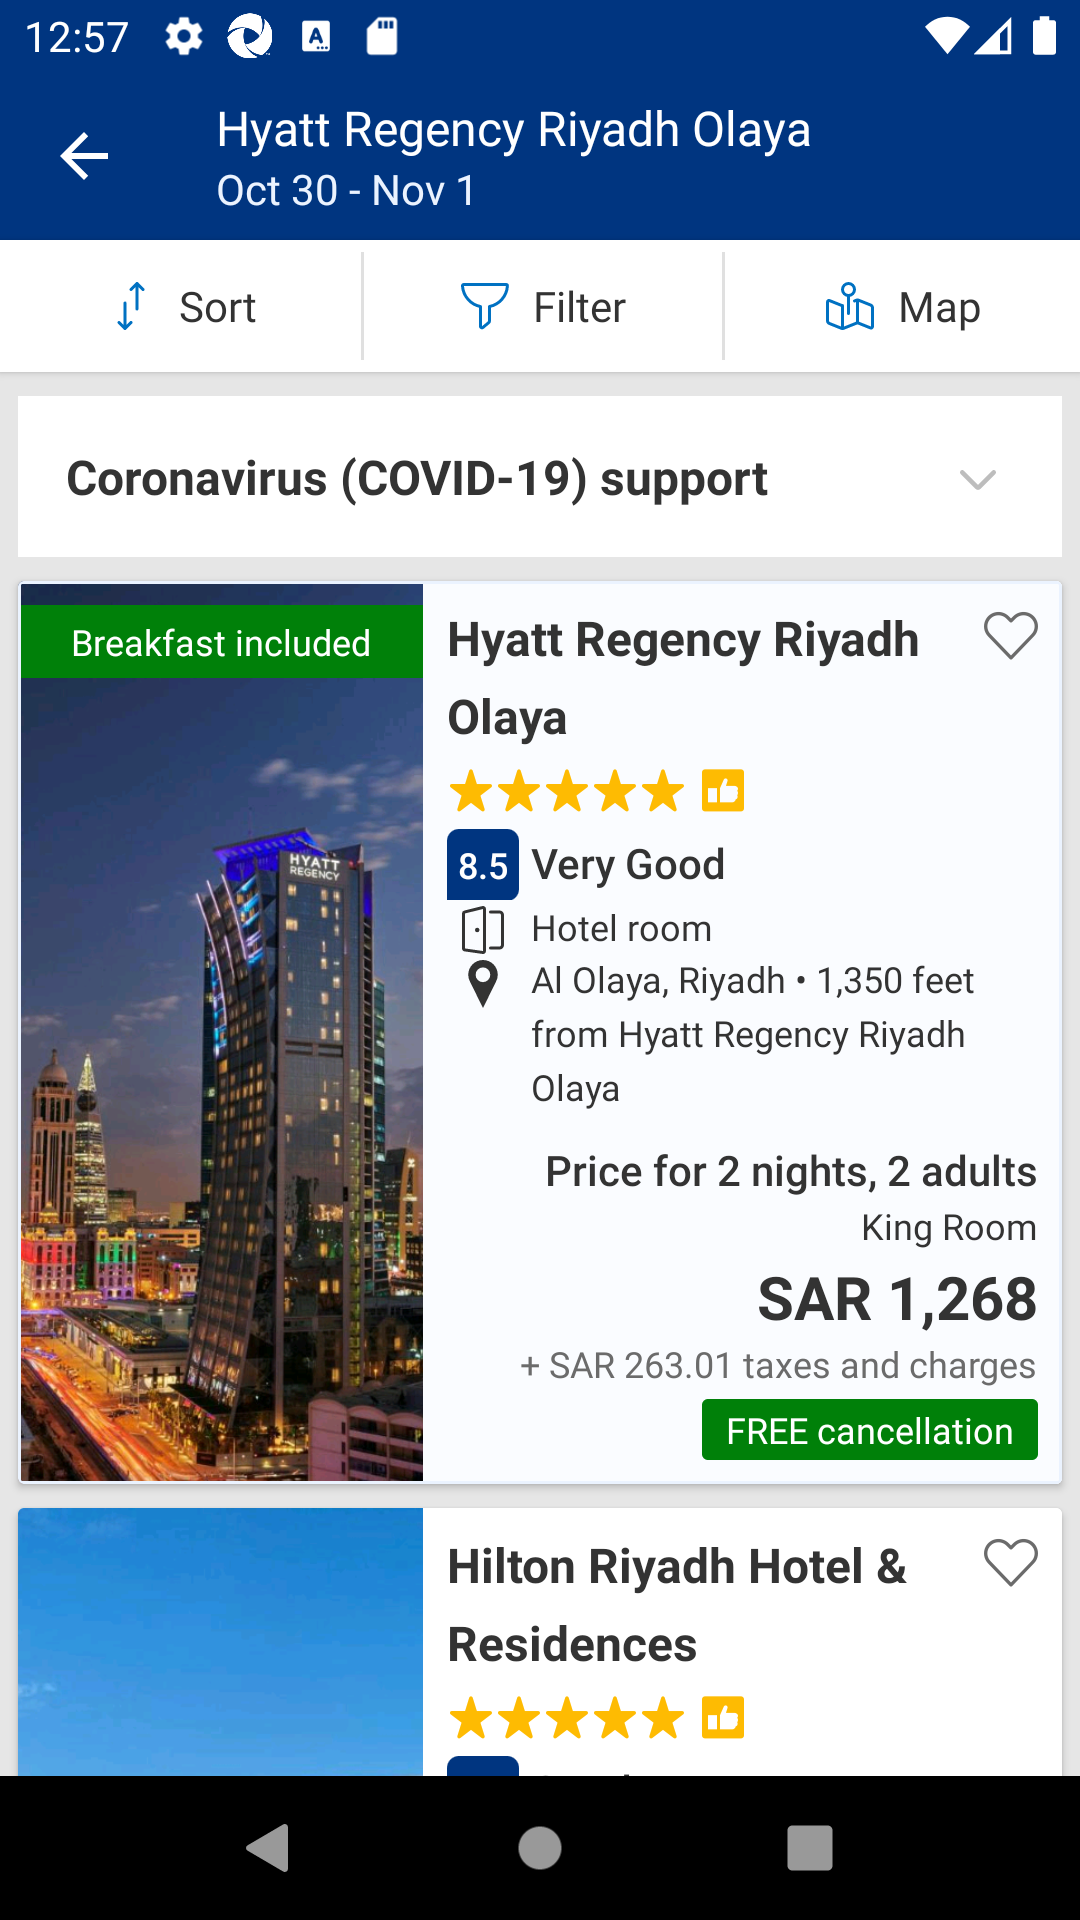 12:57
Hyatt Regency Riyadh Olaya
Oct 30 - Nov 1
Sort
Filter
Map
Coronavirus (COVID-19) support
Breakfast included
HYATT
REGENCY
Hyatt Regency Riyadh
Olaya
8.5 Very Good
Hotel room
Al Olaya, Riyadh • 1,350 feet
from Hyatt Regency Riyadh
Olaya
Price for 2 nights, 2 adults
King Room
SAR 1,268
+ SAR 263.01 taxes and charges
FREE cancellation
Hilton Riyadh Hotel &
Residences